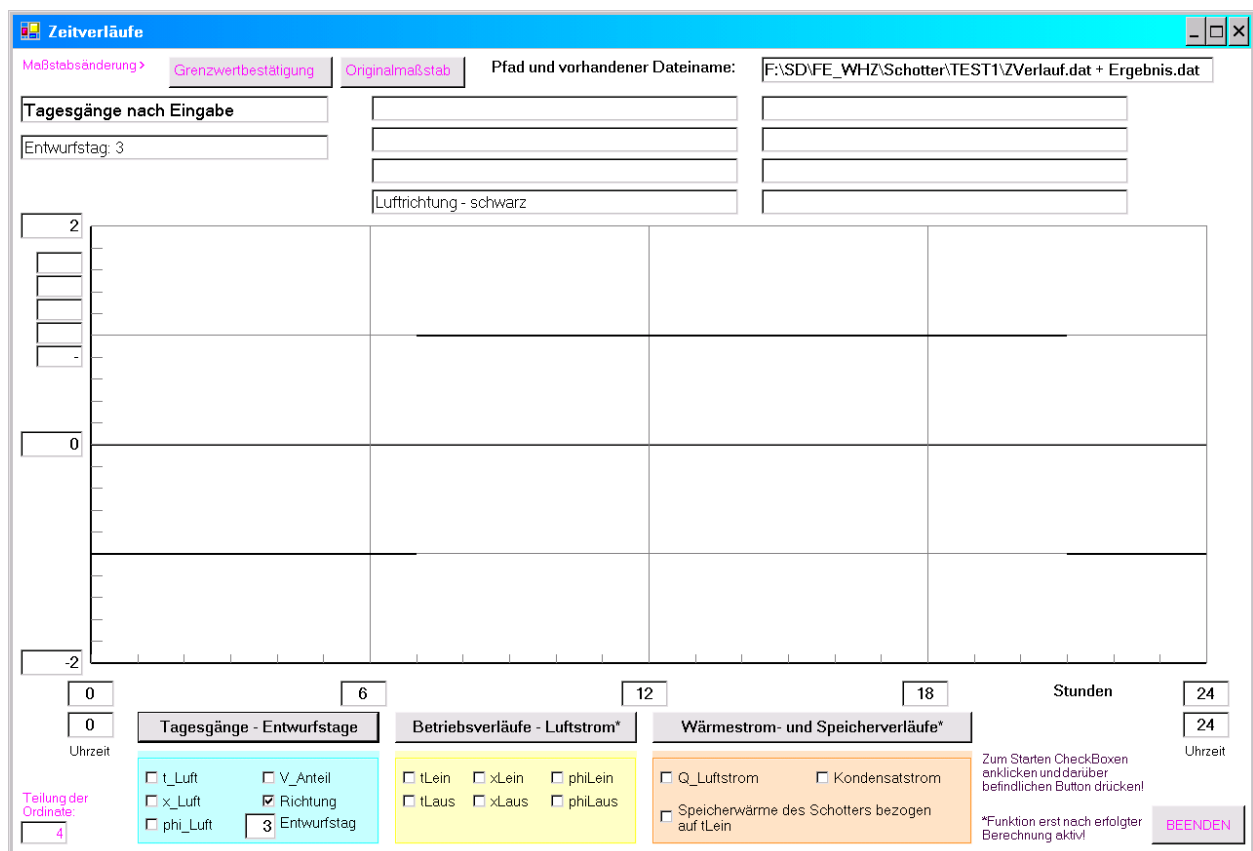 Zeitverläufe
Maßstabsänderung >
Grenzwertbestätigung
Originalmaßstab
Pfad und vorhandener Dateiname:
F:\SD\FE_WHZ\Schotter\TEST1\ZVerlauf.dat + Ergebnis.dat
Tagesgänge nach Eingabe
Entwurfstag: 3
Luftrichtung - schwarz
2
-
0
-2
0
6
12
18
Stunden
24
0
Tagesgänge - Entwurfstage
Betriebsverläufe - Luftstrom*
Wärmestrom- und Speicherverläufe*
24
Uhrzeit
Uhrzeit
t_Luft
V_Anteil
x_Luft
Richtung
phi_Luft
3
Entwurfstag
tLein
xLein
phiLein
tLaus
xLaus
phiLaus
Q_Luftstrom
Kondensatstrom
Speicherwärme des Schotters bezogen
auf tLein
Zum Starten CheckBoxen
anklicken und darüber
befindlichen Button drücken!
*Funktion erst nach erfolgter
Berechnung aktiv!
Teilung der
Ordinate:
4
BEENDEN